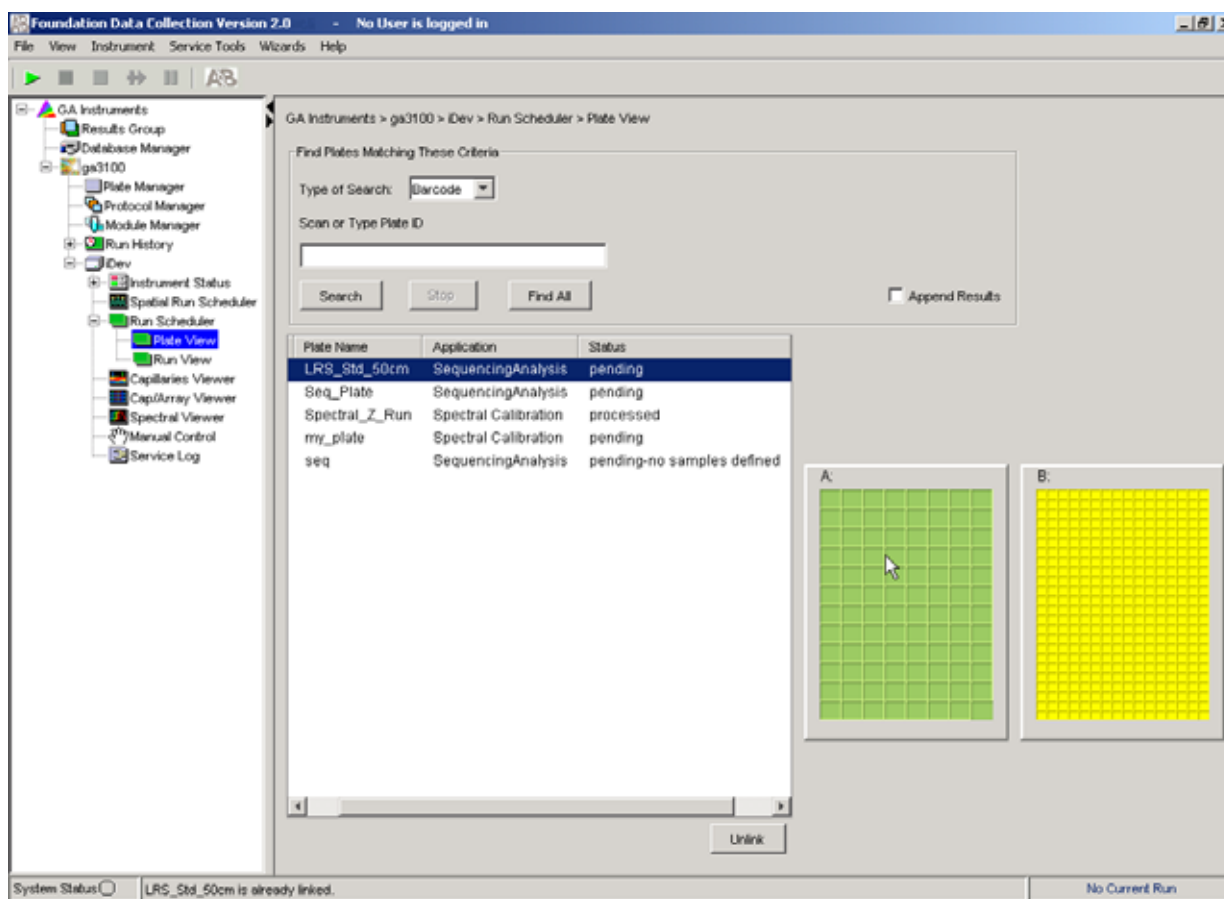 Foundation Data Collection Version 2.0 - No User is logged in
File View Instrument Service Tools Wizards Help
AB
GA Instruments
Results Group
Database Manager
ga3100
Plate Manager
Protocol Manager
Module Manager
Run History
iDev
Instrument Status
Spatial Run Scheduler
Run Scheduler
Plate View
Run View
Capillaries Viewer
Cap/Array Viewer
Spectral Viewer
Manual Control
Service Log
GA Instruments > ga3100 > iDev > Run Scheduler > Plate View
Find Plates Matching These Criteria
Type of Search: Barcode
Scan or Type Plate ID
Search Stop Find All Append Results
Plate Name Application Status
LRS_Std_50cm SequencingAnalysis pending
Seq_Plate SequencingAnalysis pending
Spectral_Z_Run Spectral Calibration processed
my_plate Spectral Calibration pending
seq SequencingAnalysis pending-no samples defined
A: B:
Unlink
System Status LRS_Std_50cm is already linked. No Current Run